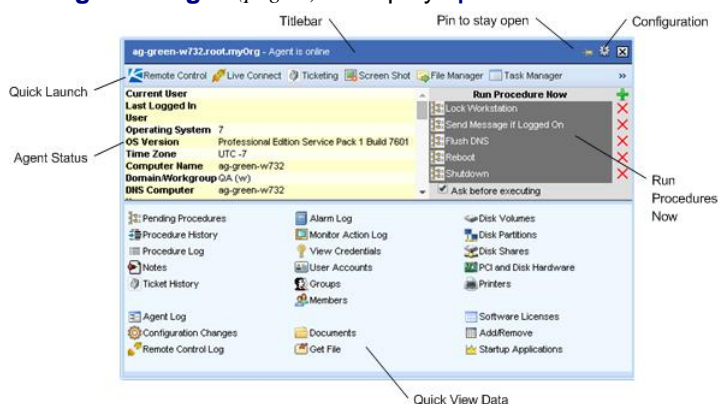 Titlebar
Pin to stay open
Configuration
ag-green-w732.root.myOrg - Agent is online
Quick Launch
Remote Control Live Connect Ticketing Screen Shot File Manager Task Manager »
Current User
Last Logged In
User
Operating System 7
OS Version Professional Edition Service Pack 1 Build 7601
Time Zone UTC -7
Computer Name ag-green-w732
Domain/Workgroup QA (w)
DNS Computer ag-green-w732
Agent Status
Run Procedure Now
Lock Workstation
Send Message if Logged On
Flush DNS
Reboot
Shutdown
Ask before executing
Run
Procedures
Now
Pending Procedures Alarm Log Disk Volumes
Procedure History Monitor Action Log Disk Partitions
Procedure Log View Credentials Disk Shares
Notes User Accounts PCI and Disk Hardware
Ticket History Groups Printers
Members
Agent Log Software Licenses
Configuration Changes Documents Add/Remove
Remote Control Log Get File Startup Applications
Quick View Data